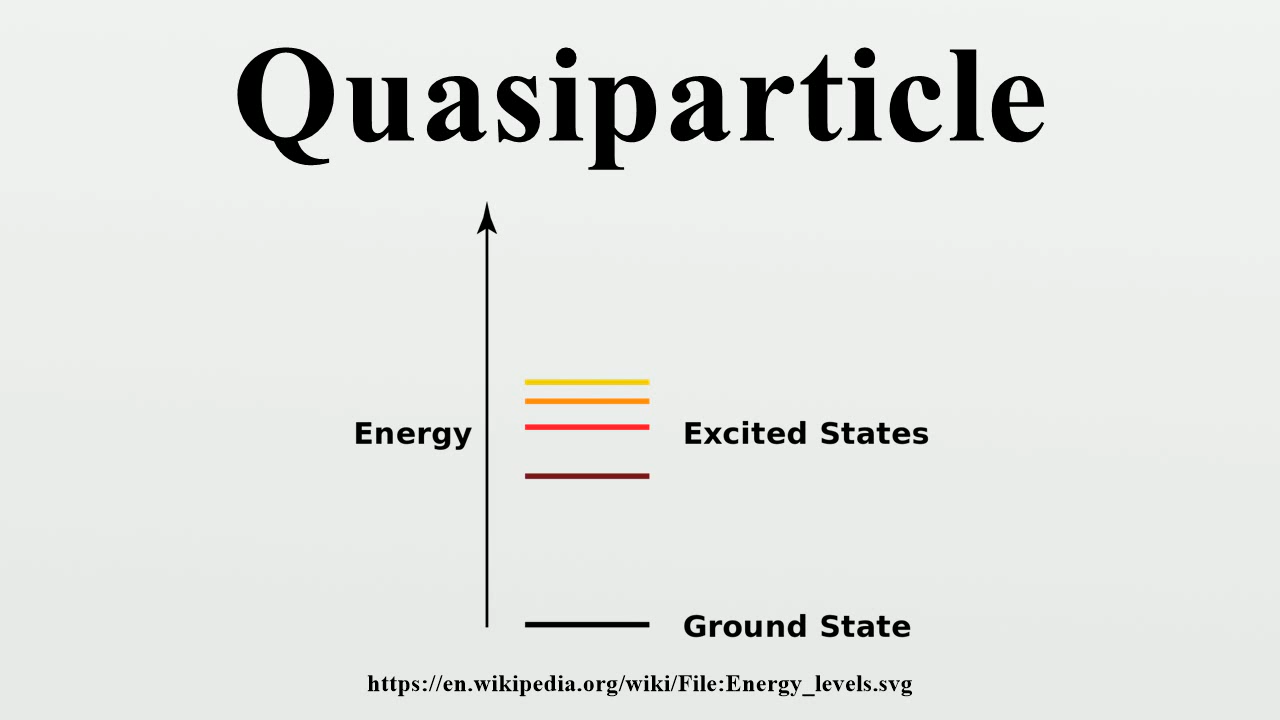 Quasiparticle
Energy
Excited States
Ground State
https://en.wikipedia.org/wiki/File:Energy_levels.svg